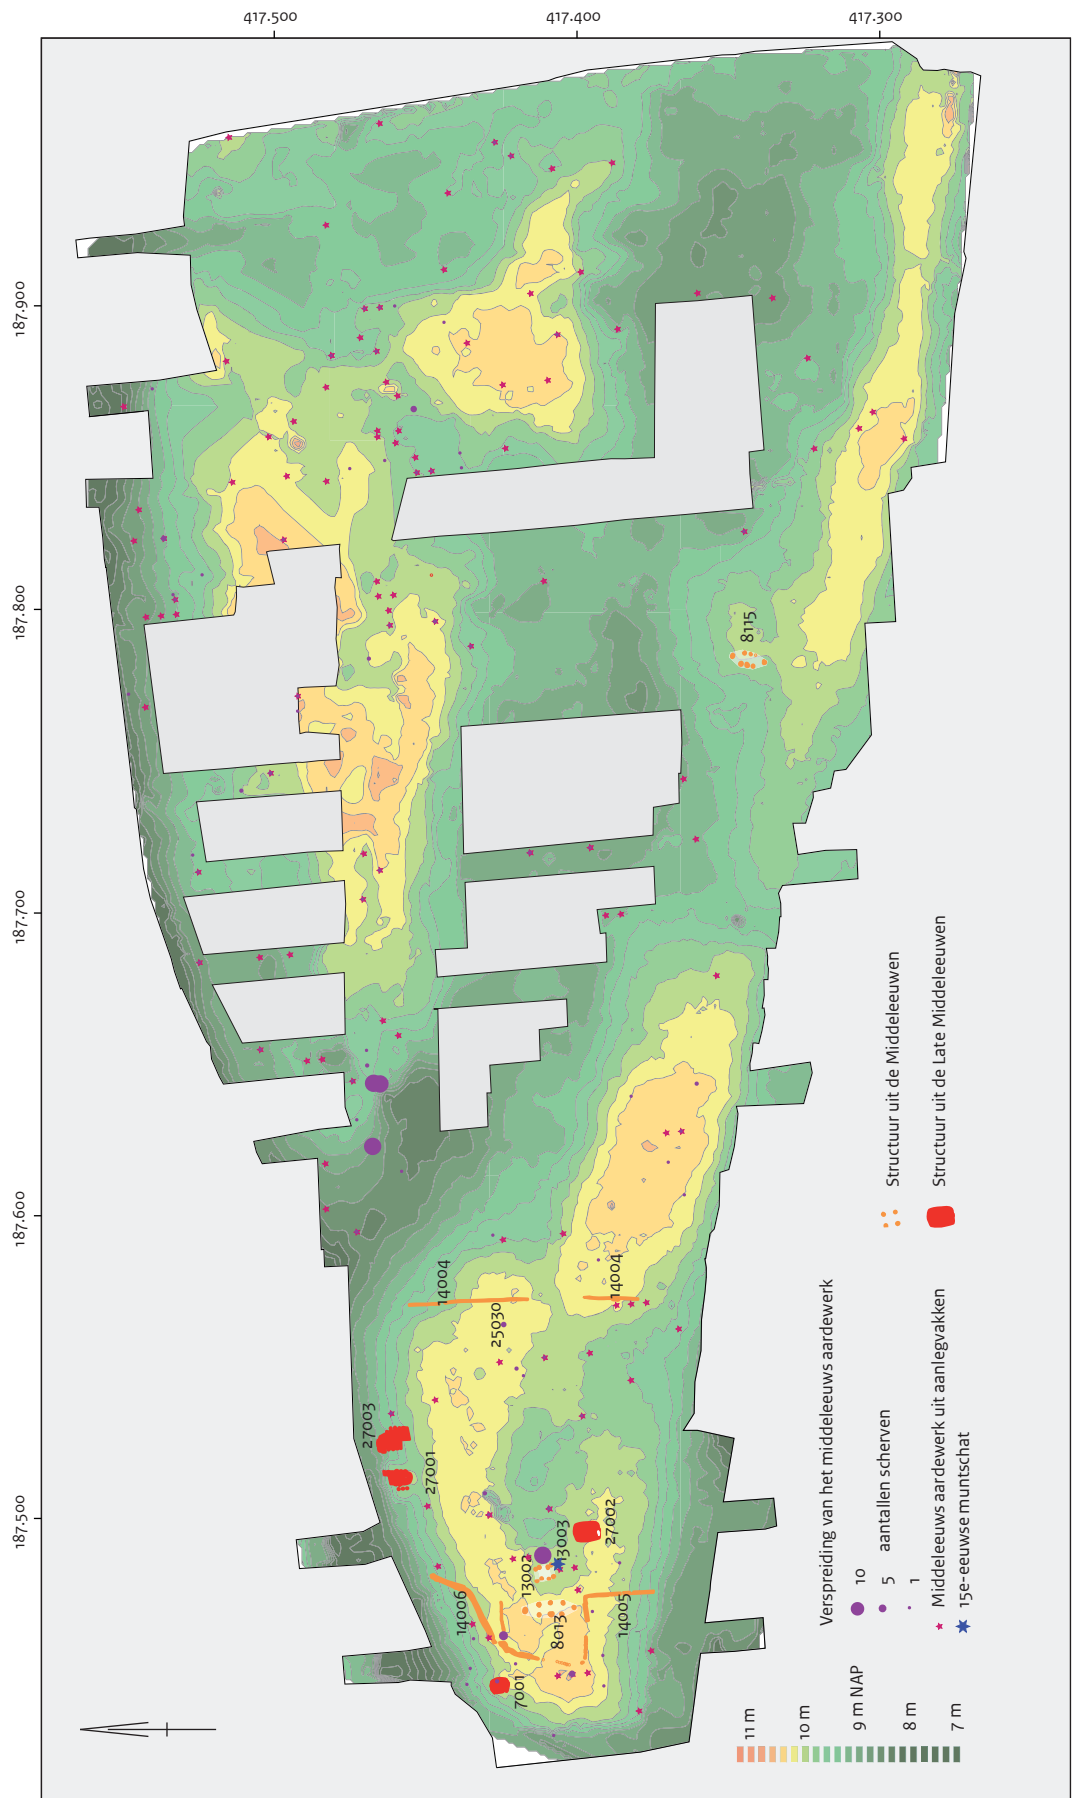 417.500
417.400
417.300
187.900
187.800
187.700
187.600
187.500
8115
14004
14004
25030
27003
27001
27002
13003
13002
14006
14005
8013
7001
11 m
10 m
9 m NAP
8 m
7 m
Verspreiding van het middeleeuws aardewerk
10
5
1
aantallen scherven
Middeleeuws aardewerk uit aanlegvakken
15e-eeuwse muntschat
Structuur uit de Middeleeuwen
Structuur uit de Late Middeleeuwen